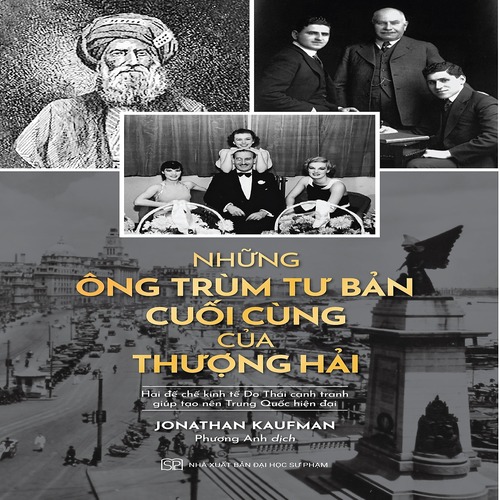 NHỮNG
ÔNG TRÙM TƯ BẢN
CUỐI CÙNG
CỦA
THƯỢNG HẢI
Hai đế chế kinh tế Do Thái cạnh tranh
giúp tạo nên Trung Quốc hiện đại
JONATHAN KAUFMAN
Phương Anh dịch
SP NHÀ XUẤT BẢN ĐẠI HỌC SƯ PHẠM